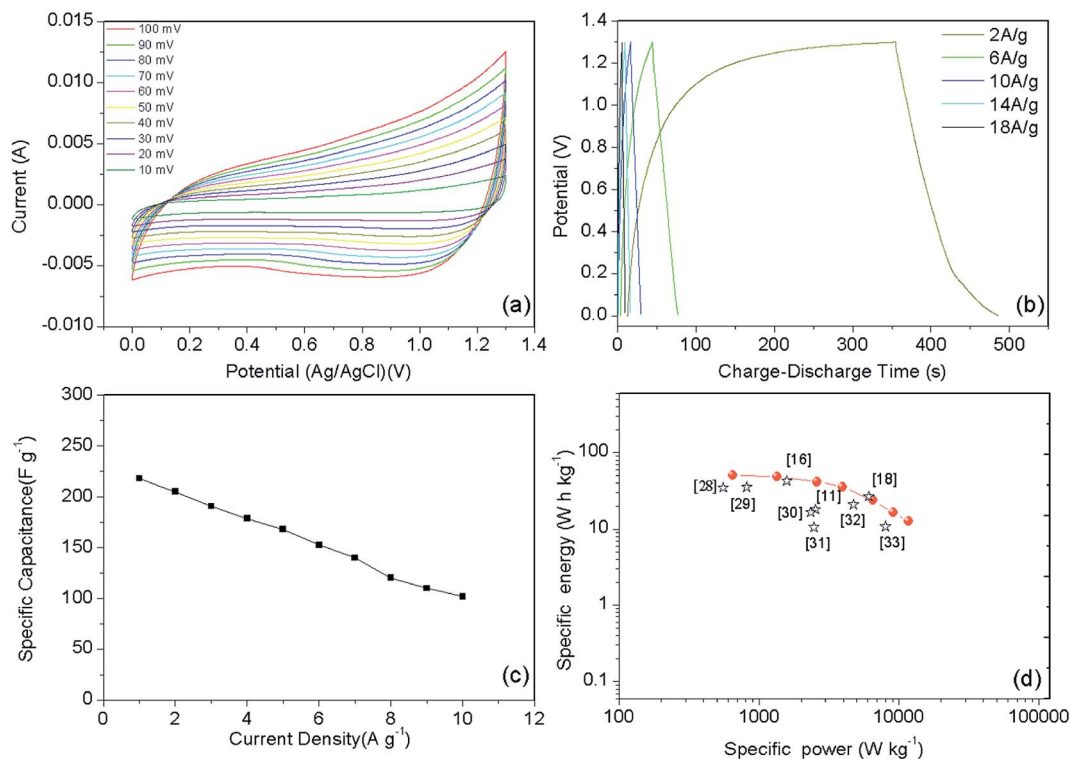 0.015
0.010
0.005
0.000
-0.005
-0.010
Current (A)
100 mV
90 mV
80 mV
70 mV
60 mV
50 mV
40 mV
30 mV
20 mV
10 mV
(a)
0.0 0.2 0.4 0.6 0.8 1.0 1.2 1.4
Potential (Ag/AgCl)(V)
1.4
1.2
1.0
0.8
0.6
0.4
0.2
0.0
Potential (V)
2A/g
6A/g
10A/g
14A/g
18A/g
(b)
0 100 200 300 400 500
Charge-Discharge Time (s)
300
250
200
150
100
50
0
Specific Capacitance(F g-1)
(c)
0 2 4 6 8 10 12
Current Density(A g-1)
100
10
1
0.1
Specific energy (W h kg-1)
[16]
[28]
[29]
[11]
[18]
[30]
[32]
[31]
[33]
(d)
100 1000 10000 100000
Specific power (W kg-1)